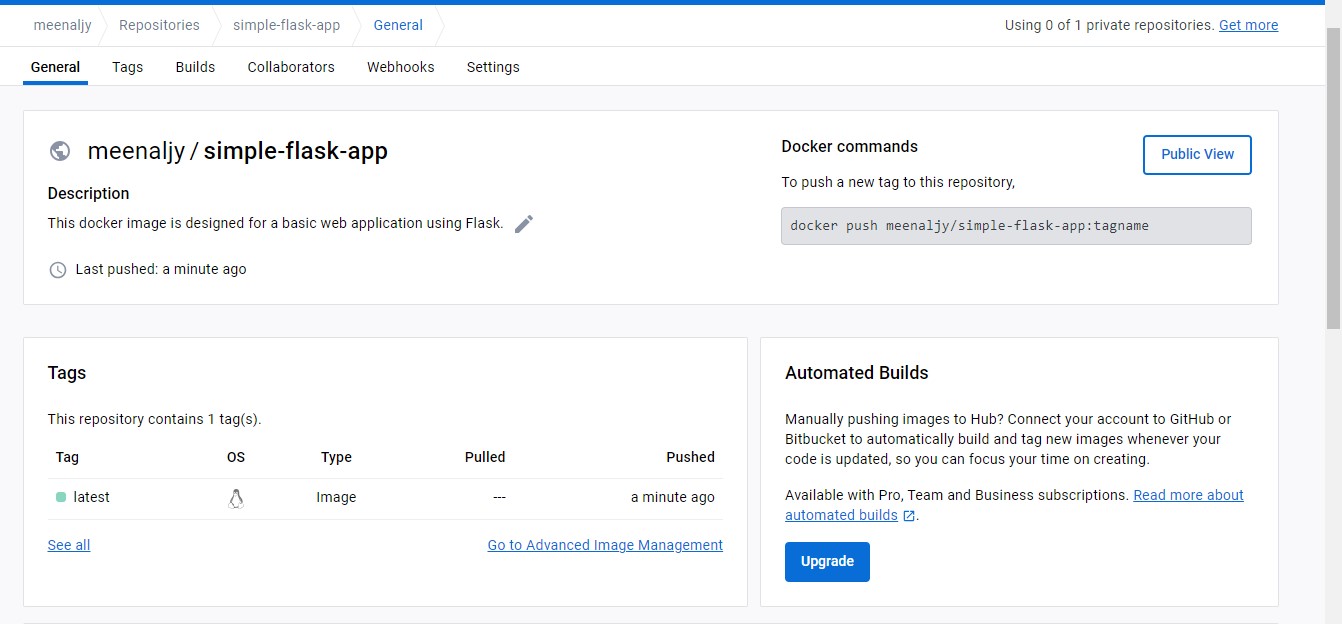 meenaljy Repositories simple-flask-app General Using 0 of 1 private repositories. Get more
General Tags Builds Collaborators Webhooks Settings
meenaljy / simple-flask-app
Description
This docker image is designed for a basic web application using Flask.
Last pushed: a minute ago
Docker commands
Public View
To push a new tag to this repository,
docker push meenaljy/simple-flask-app:tagname
Tags
This repository contains 1 tag(s).
Tag OS Type Pulled Pushed
latest Image --- a minute ago
See all Go to Advanced Image Management
Automated Builds
Manually pushing images to Hub? Connect your account to GitHub or
Bitbucket to automatically build and tag new images whenever your
code is updated, so you can focus your time on creating.
Available with Pro, Team and Business subscriptions. Read more about
automated builds.
Upgrade